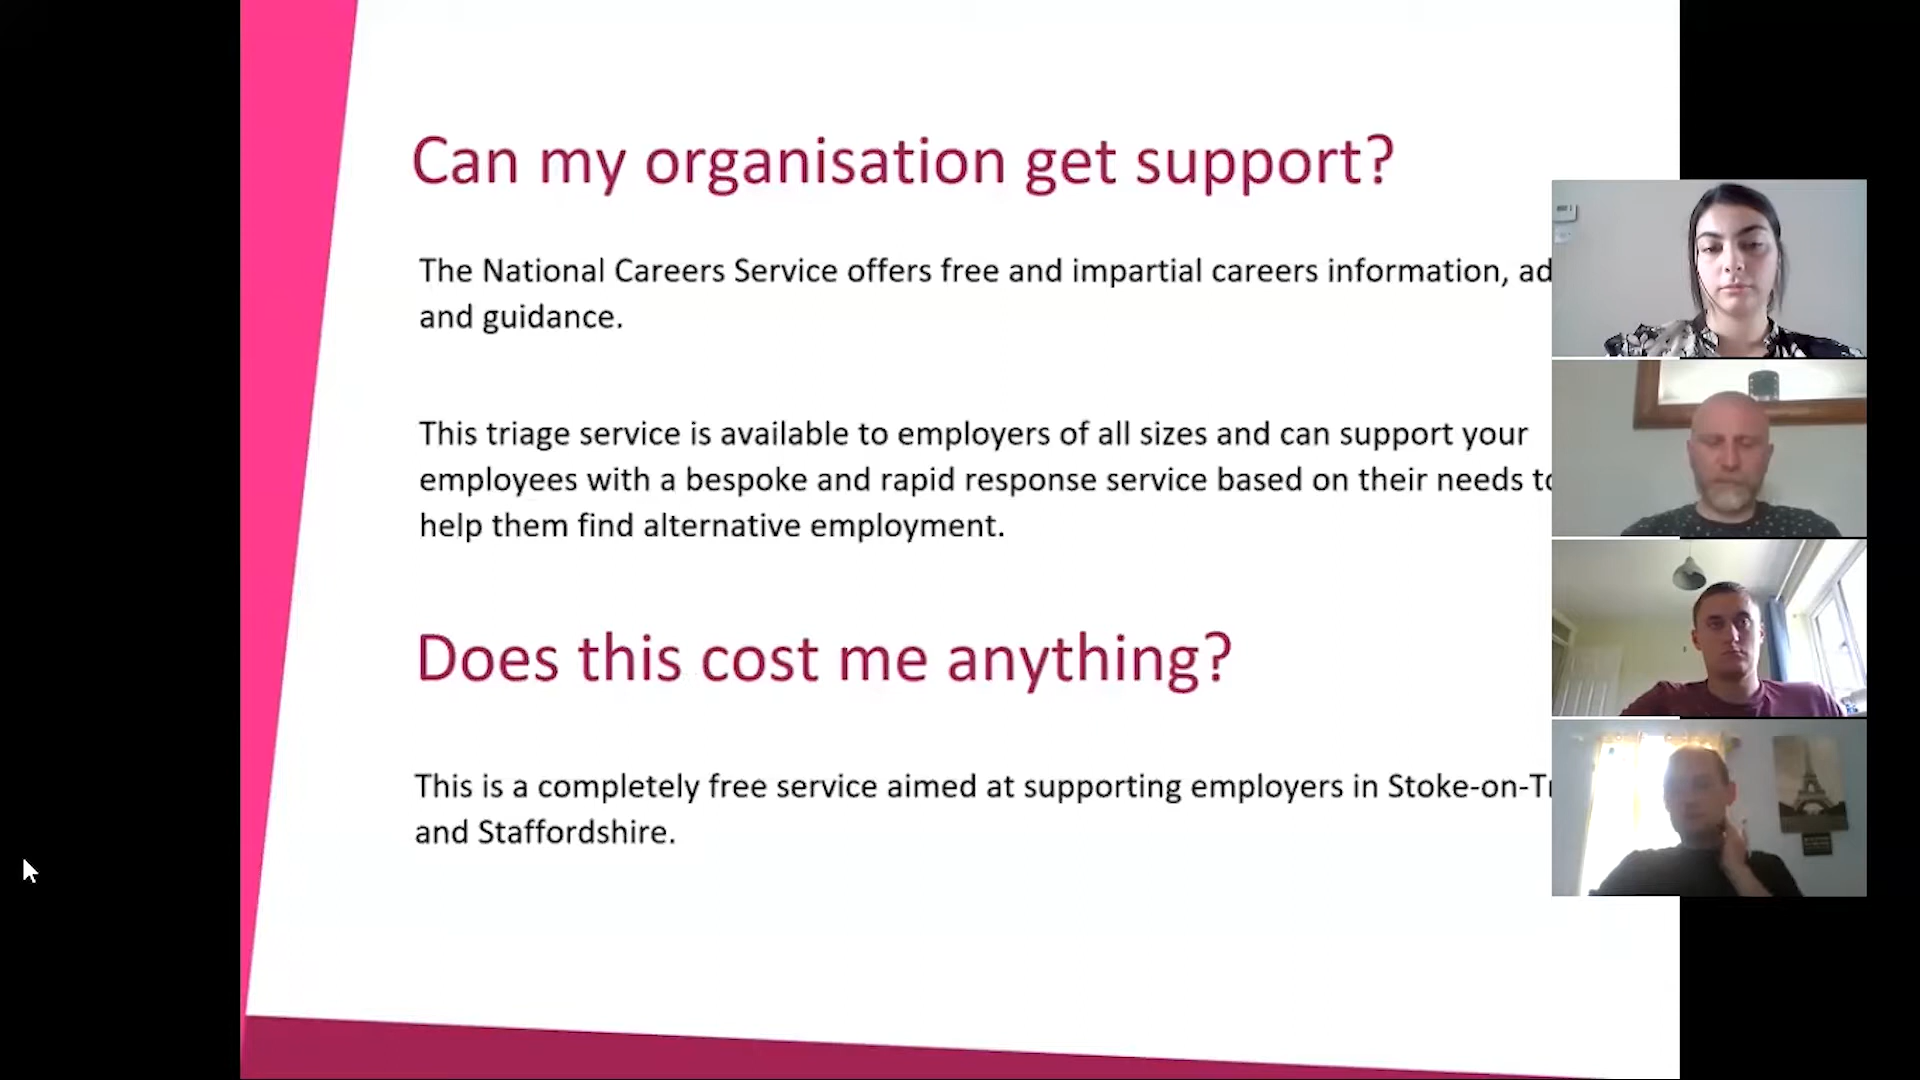 Can my organisation get support?
The National Careers Service offers free and impartial careers information, ad
and guidance.
This triage service is available to employers of all sizes and can support your
employees with a bespoke and rapid response service based on their needs to
help them find alternative employment.
Does this cost me anything?
This is a completely free service aimed at supporting employers in Stoke-on-Tr
and Staffordshire.